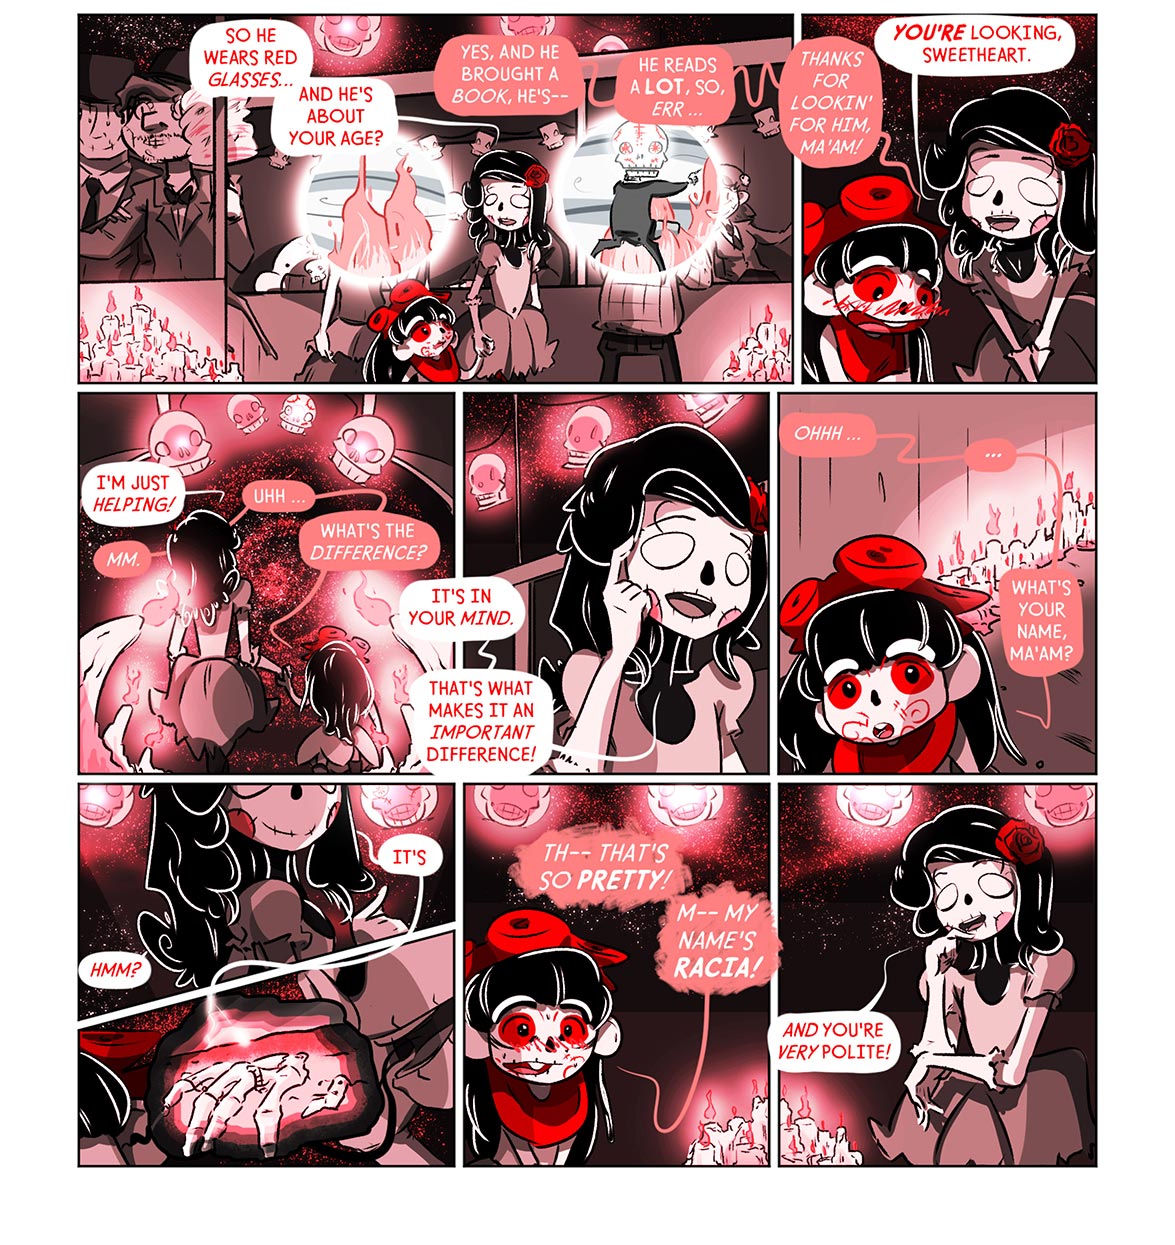 SO HE
WEARS RED
GLASSES...
AND HE'S
ABOUT
YOUR AGE?
YES, AND HE
BROUGHT A
BOOK, HE'S--
HE READS
A LOT, SO,
ERR ...
THANKS
FOR
LOOKIN'
FOR HIM,
MA'AM!
YOU'RE LOOKING,
SWEETHEART.
I'M JUST
HELPING!
MM.
UHH ...
WHAT'S THE
DIFFERENCE?
IT'S IN
YOUR MIND.
THAT'S WHAT
MAKES IT AN
IMPORTANT
DIFFERENCE!
OHHH ...
...
WHAT'S
YOUR
NAME,
MA'AM?
HMM?
IT'S
TH-- THAT'S
SO PRETTY!
M-- MY
NAME'S
RACIA!
AND YOU'RE
VERY POLITE!